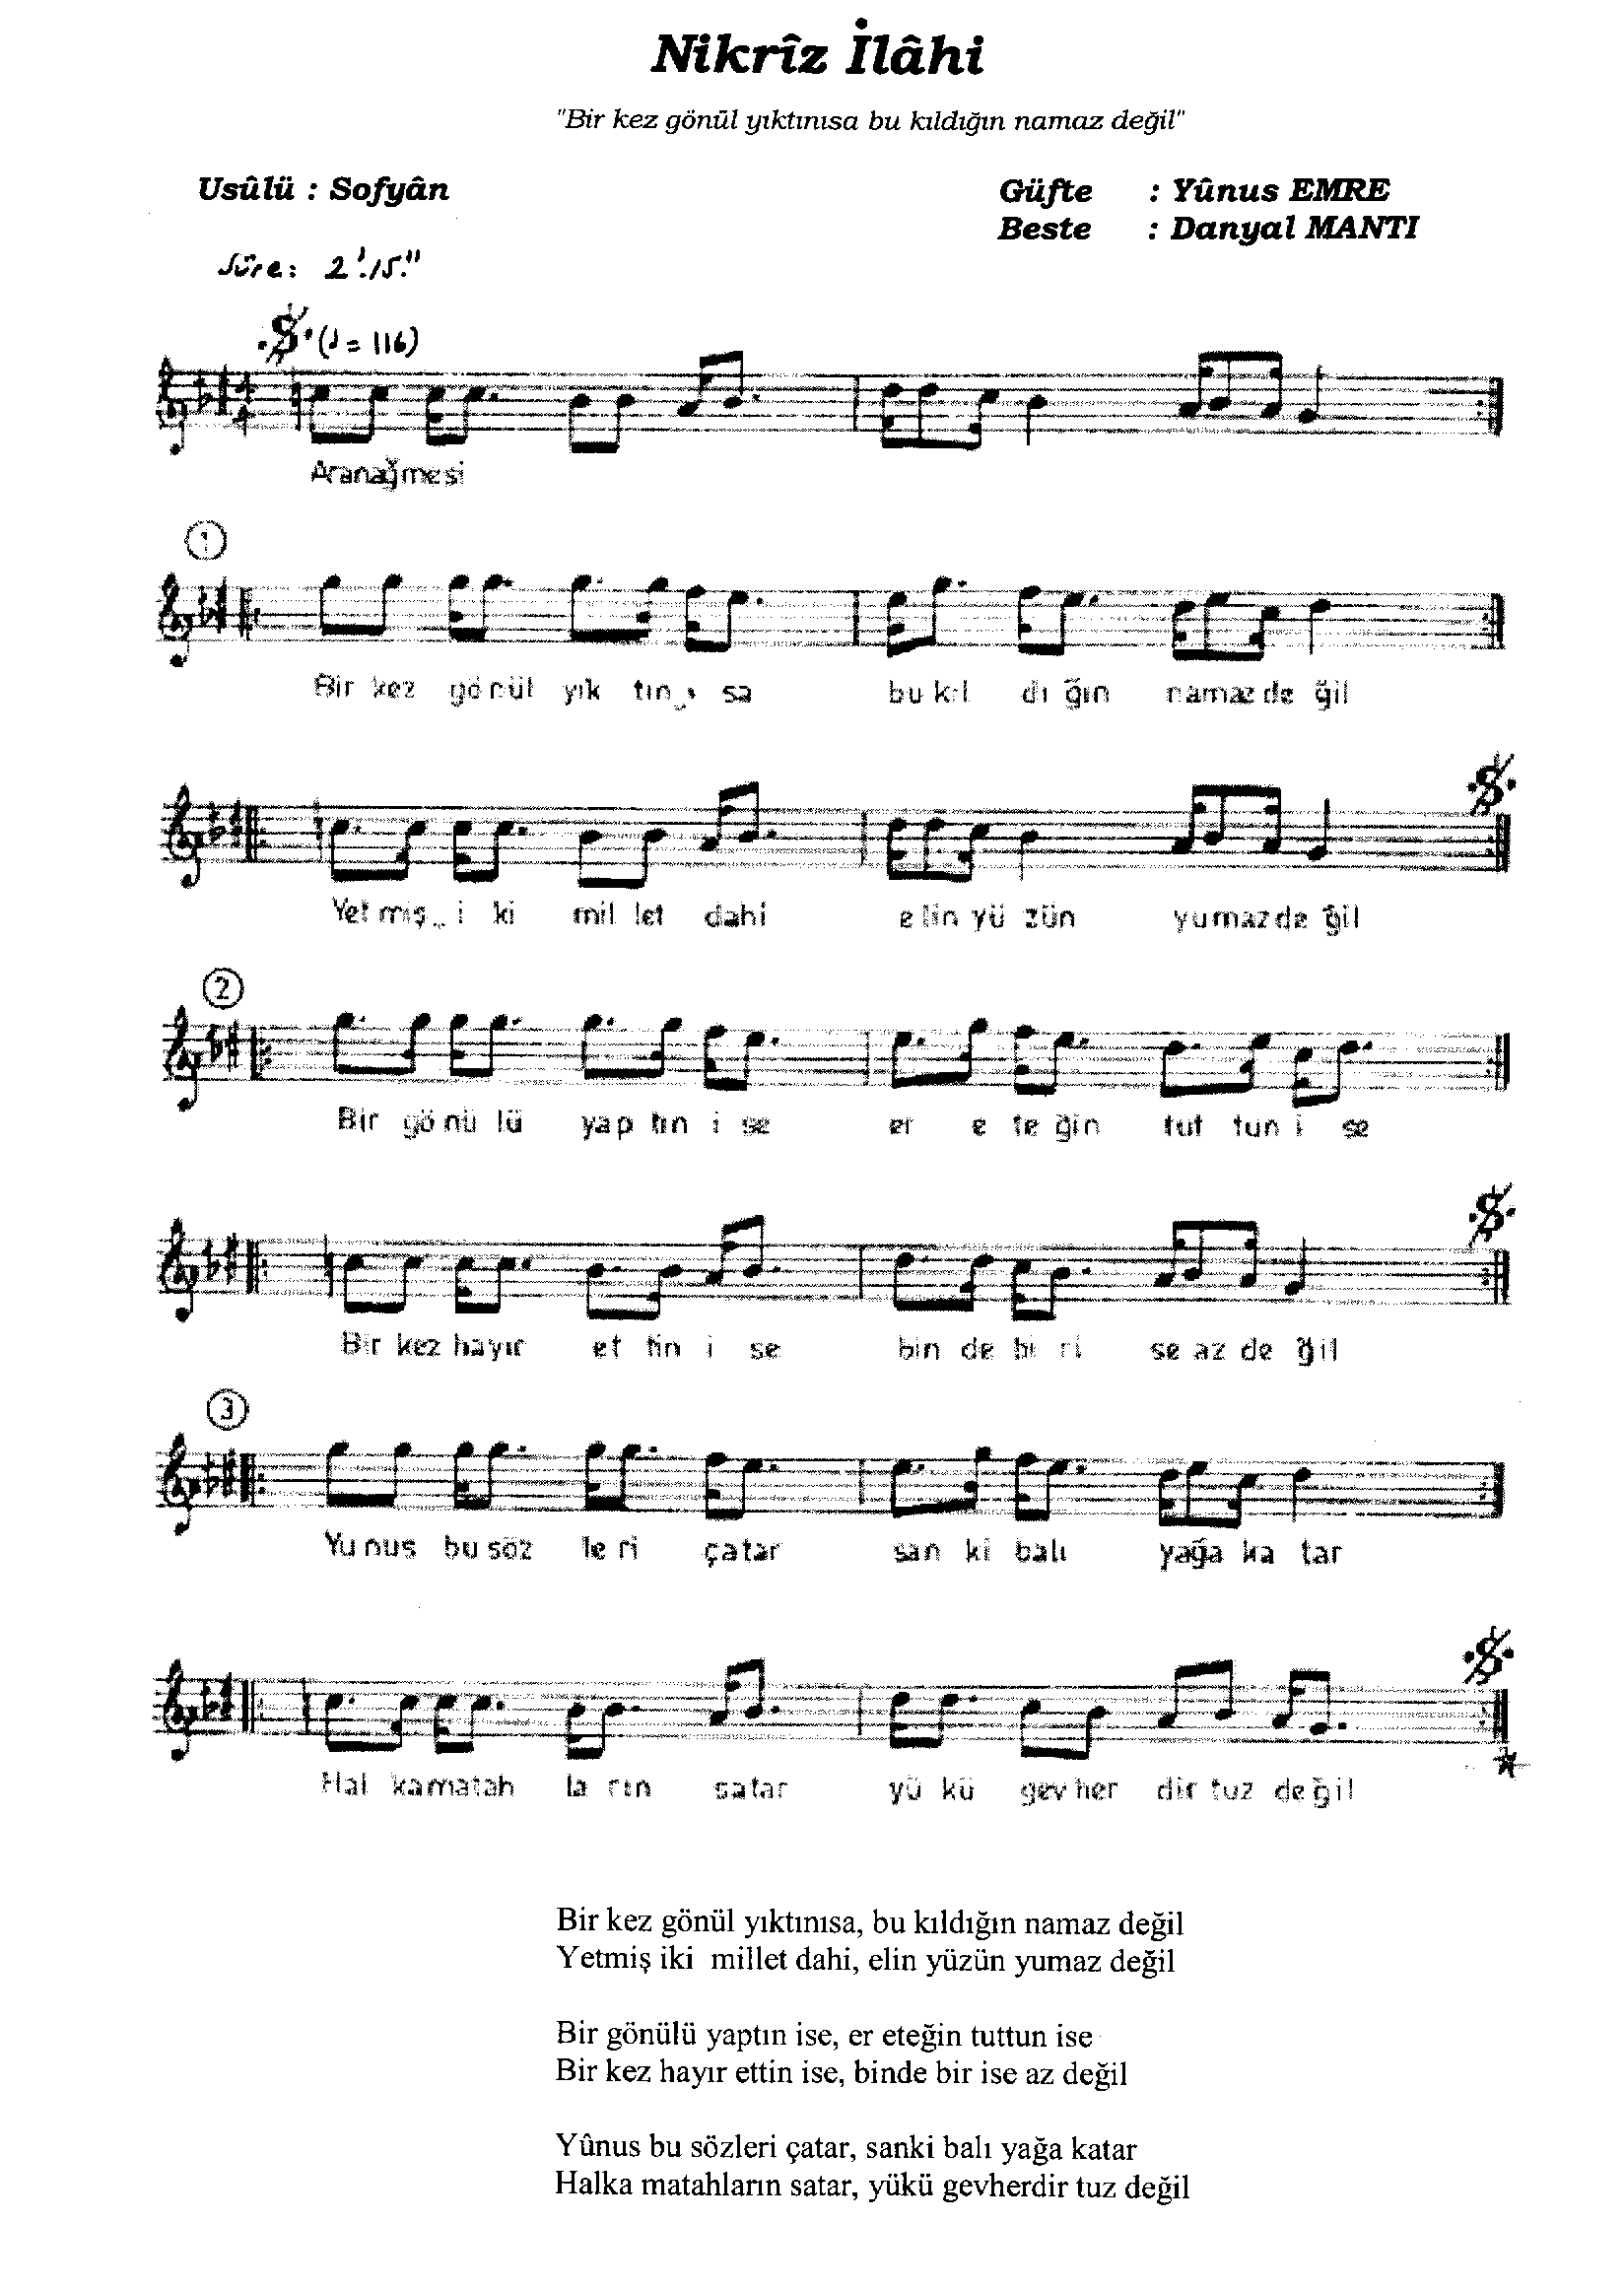 Nikrîz İlâhi
"Bir kez gönül yıktınısa bu kıldığın namaz değil"
Usûlü : Sofyân
Güfte : Yûnus EMRE
Beste : Danyal MANTI
Süre: 2'.15."
(♩ = 116)
Aranağmesi
1
Bir kez gö nül yık tın ı sa bu kıl dı ğın namaz de ğil
Yet miş i ki mil let dahi e lin yü zün yumaz de ğil
2
Bir gö nü lü yap tın i se er e te ğin tut tun i se
Bir kez hayır et tin i se bin de bi ri se az de ğil
3
Yu nus bu söz le ri çatar san ki balı yağa ka tar
Hal kamatah la rın satar yü kü gevher dir tuz değil
Bir kez gönül yıktınısa, bu kıldığın namaz değil
Yetmiş iki millet dahi, elin yüzün yumaz değil
Bir gönülü yaptın ise, er eteğin tuttun ise
Bir kez hayır ettin ise, binde bir ise az değil
Yûnus bu sözleri çatar, sanki balı yağa katar
Halka matahların satar, yükü gevherdir tuz değil